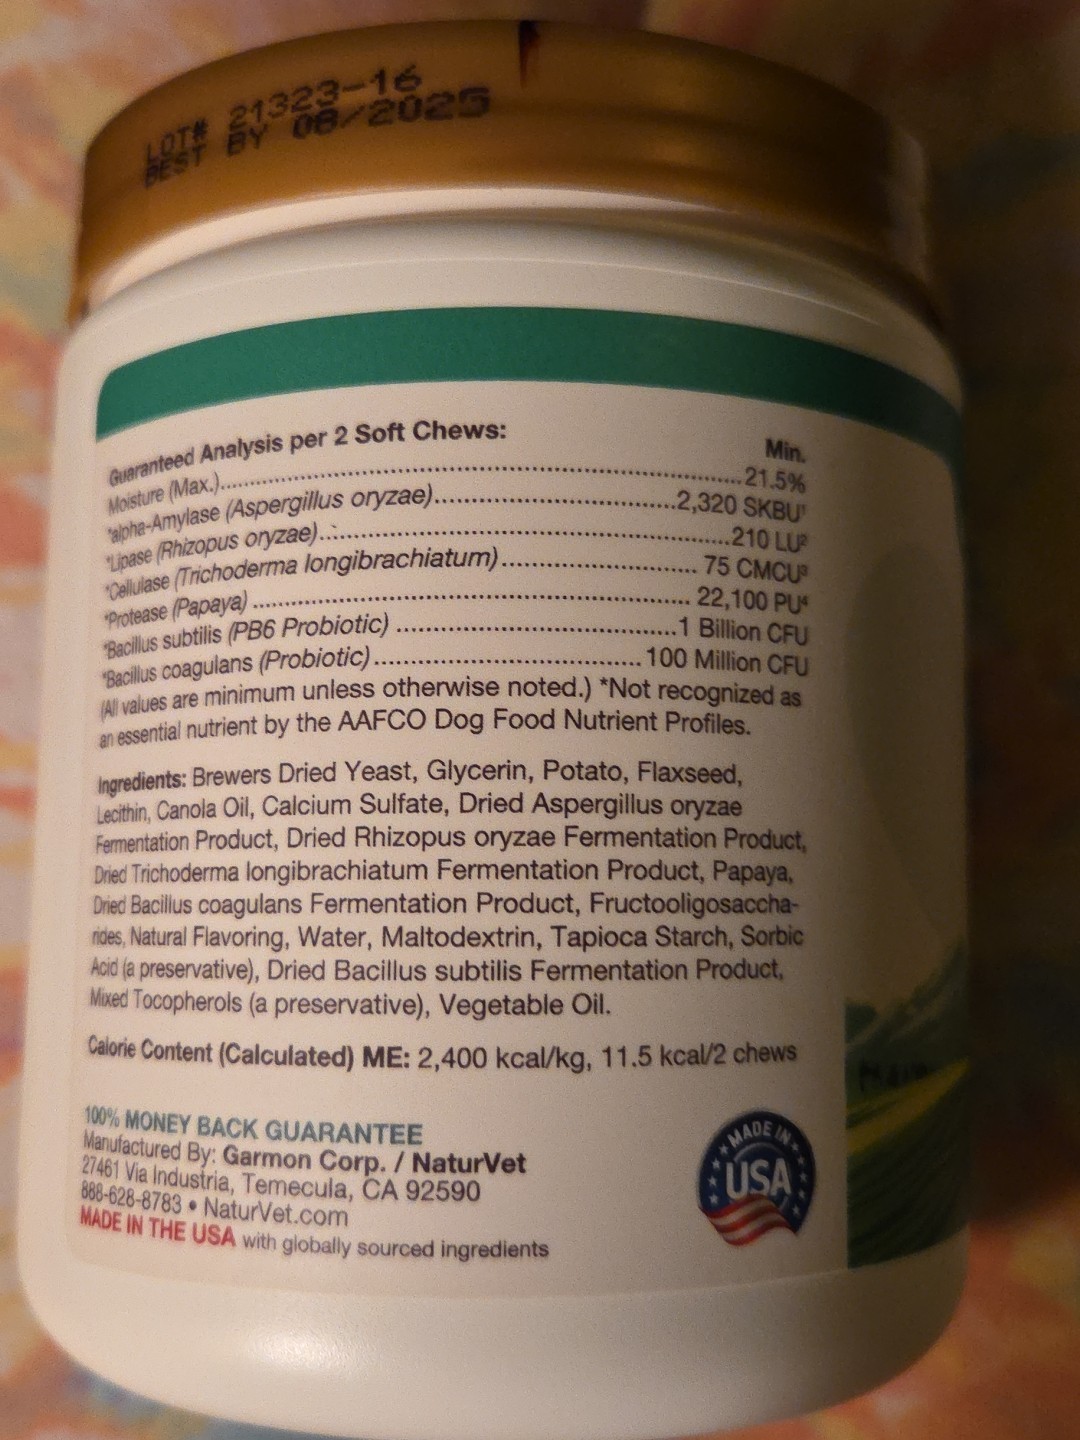 LOT# 21323-16
BEST BY 08/2025
Guaranteed Analysis per 2 Soft Chews:
Min.
Moisture (Max.)....................21.5%
*alpha-Amylase (Aspergillus oryzae)....................2,320 SKBU¹
*Lipase (Rhizopus oryzae)....................210 LU²
*Cellulase (Trichoderma longibrachiatum)....................75 CMCU³
*Protease (Papaya)....................22,100 PU⁴
*Bacillus subtilis (PB6 Probiotic)....................1 Billion CFU
*Bacillus coagulans (Probiotic)....................100 Million CFU
(All values are minimum unless otherwise noted.) *Not recognized as
an essential nutrient by the AAFCO Dog Food Nutrient Profiles.
Ingredients: Brewers Dried Yeast, Glycerin, Potato, Flaxseed,
Lecithin, Canola Oil, Calcium Sulfate, Dried Aspergillus oryzae
Fermentation Product, Dried Rhizopus oryzae Fermentation Product,
Dried Trichoderma longibrachiatum Fermentation Product, Papaya,
Dried Bacillus coagulans Fermentation Product, Fructooligosaccha-
rides, Natural Flavoring, Water, Maltodextrin, Tapioca Starch, Sorbic
Acid (a preservative), Dried Bacillus subtilis Fermentation Product,
Mixed Tocopherols (a preservative), Vegetable Oil.
Calorie Content (Calculated) ME: 2,400 kcal/kg, 11.5 kcal/2 chews
100% MONEY BACK GUARANTEE
Manufactured By: Garmon Corp. / NaturVet
27461 Via Industria, Temecula, CA 92590
888-628-8783 • NaturVet.com
MADE IN THE USA with globally sourced ingredients
MADE IN
USA